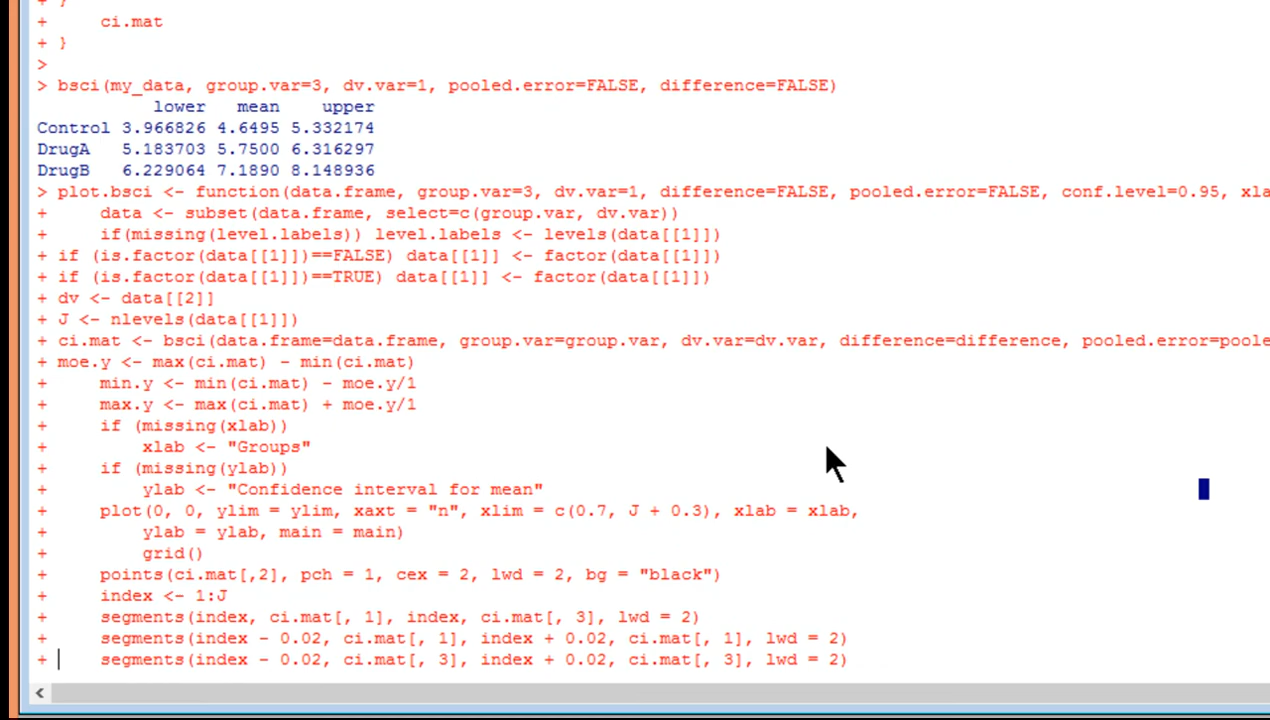 + }
+     ci.mat
+ }
>
> bsci(my_data, group.var=3, dv.var=1, pooled.error=FALSE, difference=FALSE)
           lower   mean    upper
Control 3.966826 4.6495 5.332174
DrugA   5.183703 5.7500 6.316297
DrugB   6.229064 7.1890 8.148936
> plot.bsci <- function(data.frame, group.var=3, dv.var=1, difference=FALSE, pooled.error=FALSE, conf.level=0.95, xla
+     data <- subset(data.frame, select=c(group.var, dv.var))
+     if(missing(level.labels)) level.labels <- levels(data[[1]])
+ if (is.factor(data[[1]])==FALSE) data[[1]] <- factor(data[[1]])
+ if (is.factor(data[[1]])==TRUE) data[[1]] <- factor(data[[1]])
+ dv <- data[[2]]
+ J <- nlevels(data[[1]])
+ ci.mat <- bsci(data.frame=data.frame, group.var=group.var, dv.var=dv.var, difference=difference, pooled.error=poole
+ moe.y <- max(ci.mat) - min(ci.mat)
+     min.y <- min(ci.mat) - moe.y/1
+     max.y <- max(ci.mat) + moe.y/1
+     if (missing(xlab))
+         xlab <- "Groups"
+     if (missing(ylab))
+         ylab <- "Confidence interval for mean"
+     plot(0, 0, ylim = ylim, xaxt = "n", xlim = c(0.7, J + 0.3), xlab = xlab,
+         ylab = ylab, main = main)
+         grid()
+     points(ci.mat[,2], pch = 1, cex = 2, lwd = 2, bg = "black")
+     index <- 1:J
+     segments(index, ci.mat[, 1], index, ci.mat[, 3], lwd = 2)
+     segments(index - 0.02, ci.mat[, 1], index + 0.02, ci.mat[, 1], lwd = 2)
+     segments(index - 0.02, ci.mat[, 3], index + 0.02, ci.mat[, 3], lwd = 2)